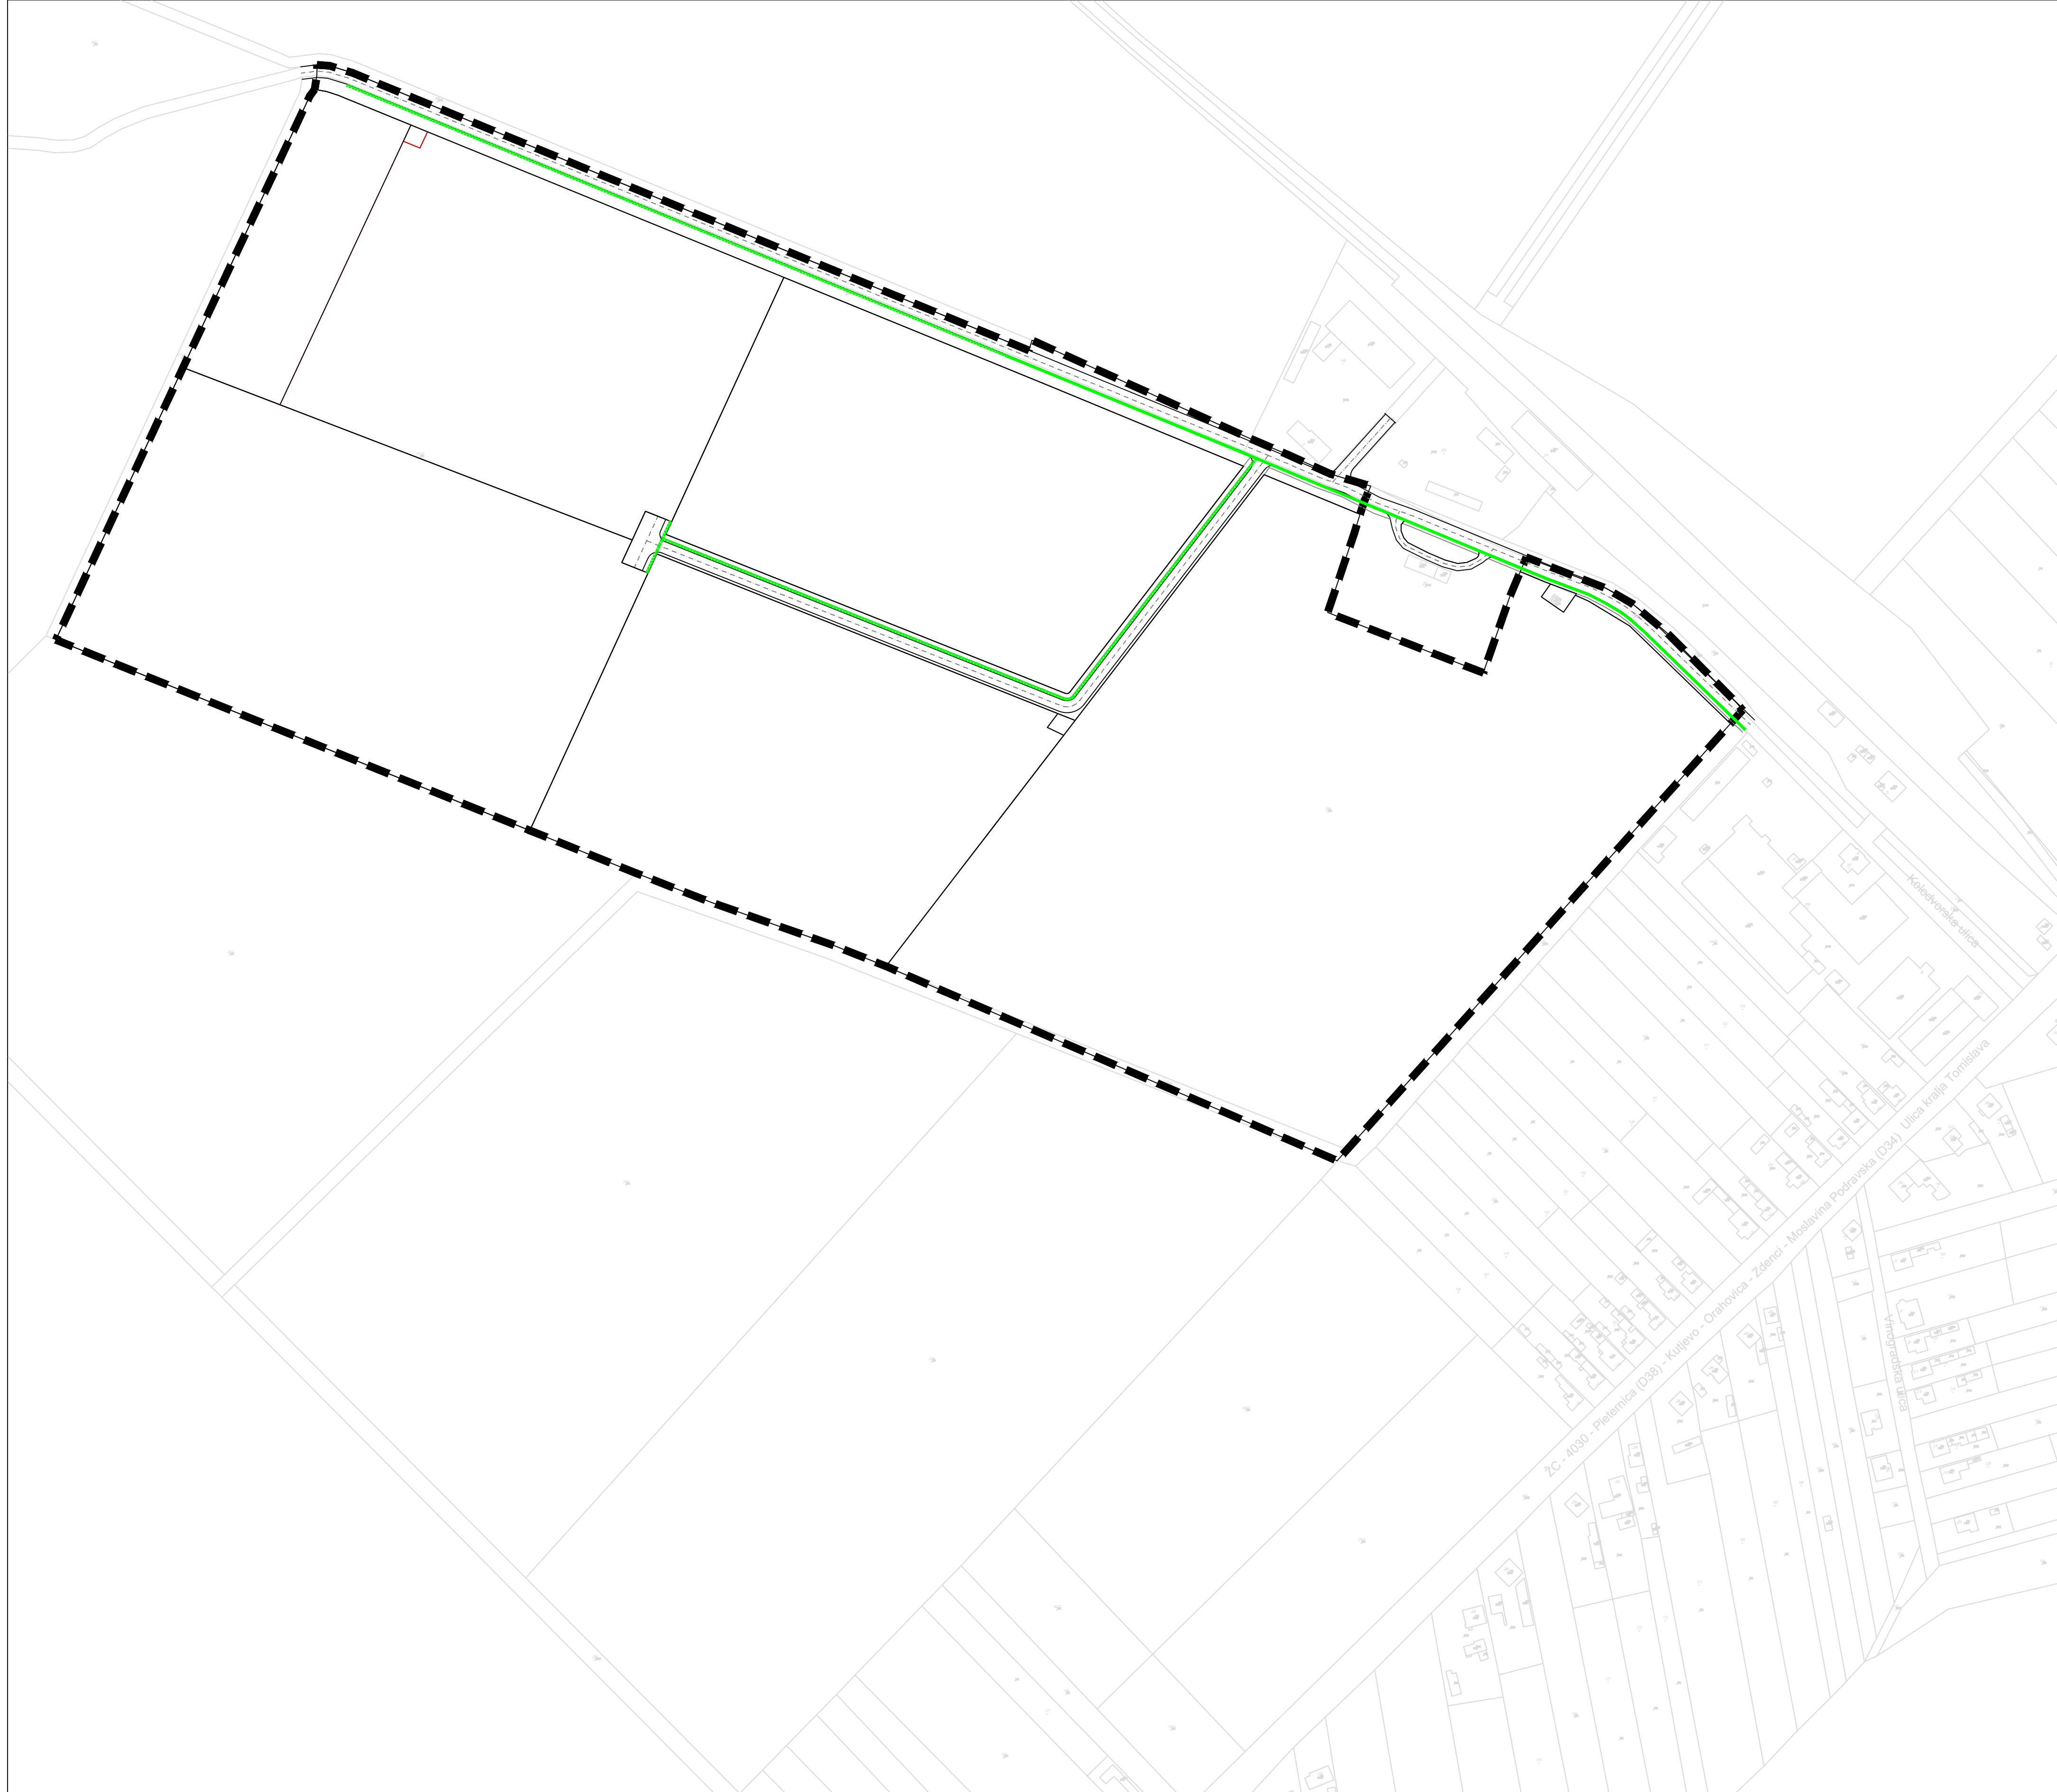 Kolodvorska ulica
ŽC - 4030 - Pleternica (D38) - Kutjevo - Orahovica - Zdenci - Moslavina Podravska (D34)
Ulica kralja Tomislava
Vinogradska ulica